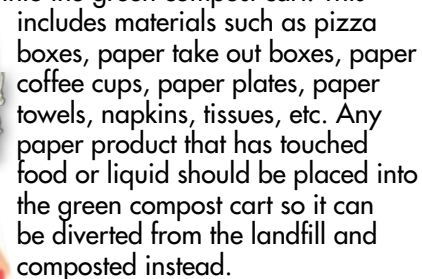 into the green compost cart. This
includes materials such as pizza
boxes, paper take out boxes, paper
coffee cups, paper plates, paper
towels, napkins, tissues, etc. Any
paper product that has touched
food or liquid should be placed into
the green compost cart so it can
be diverted from the landfill and
composted instead.